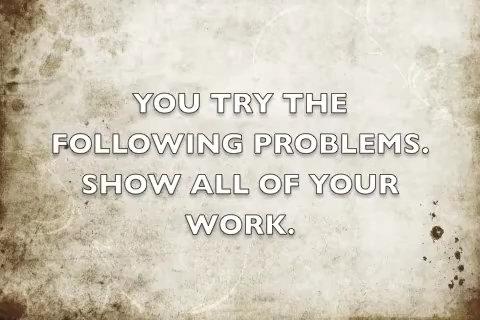 YOU TRY THE
FOLLOWING PROBLEMS.
SHOW ALL OF YOUR
WORK.